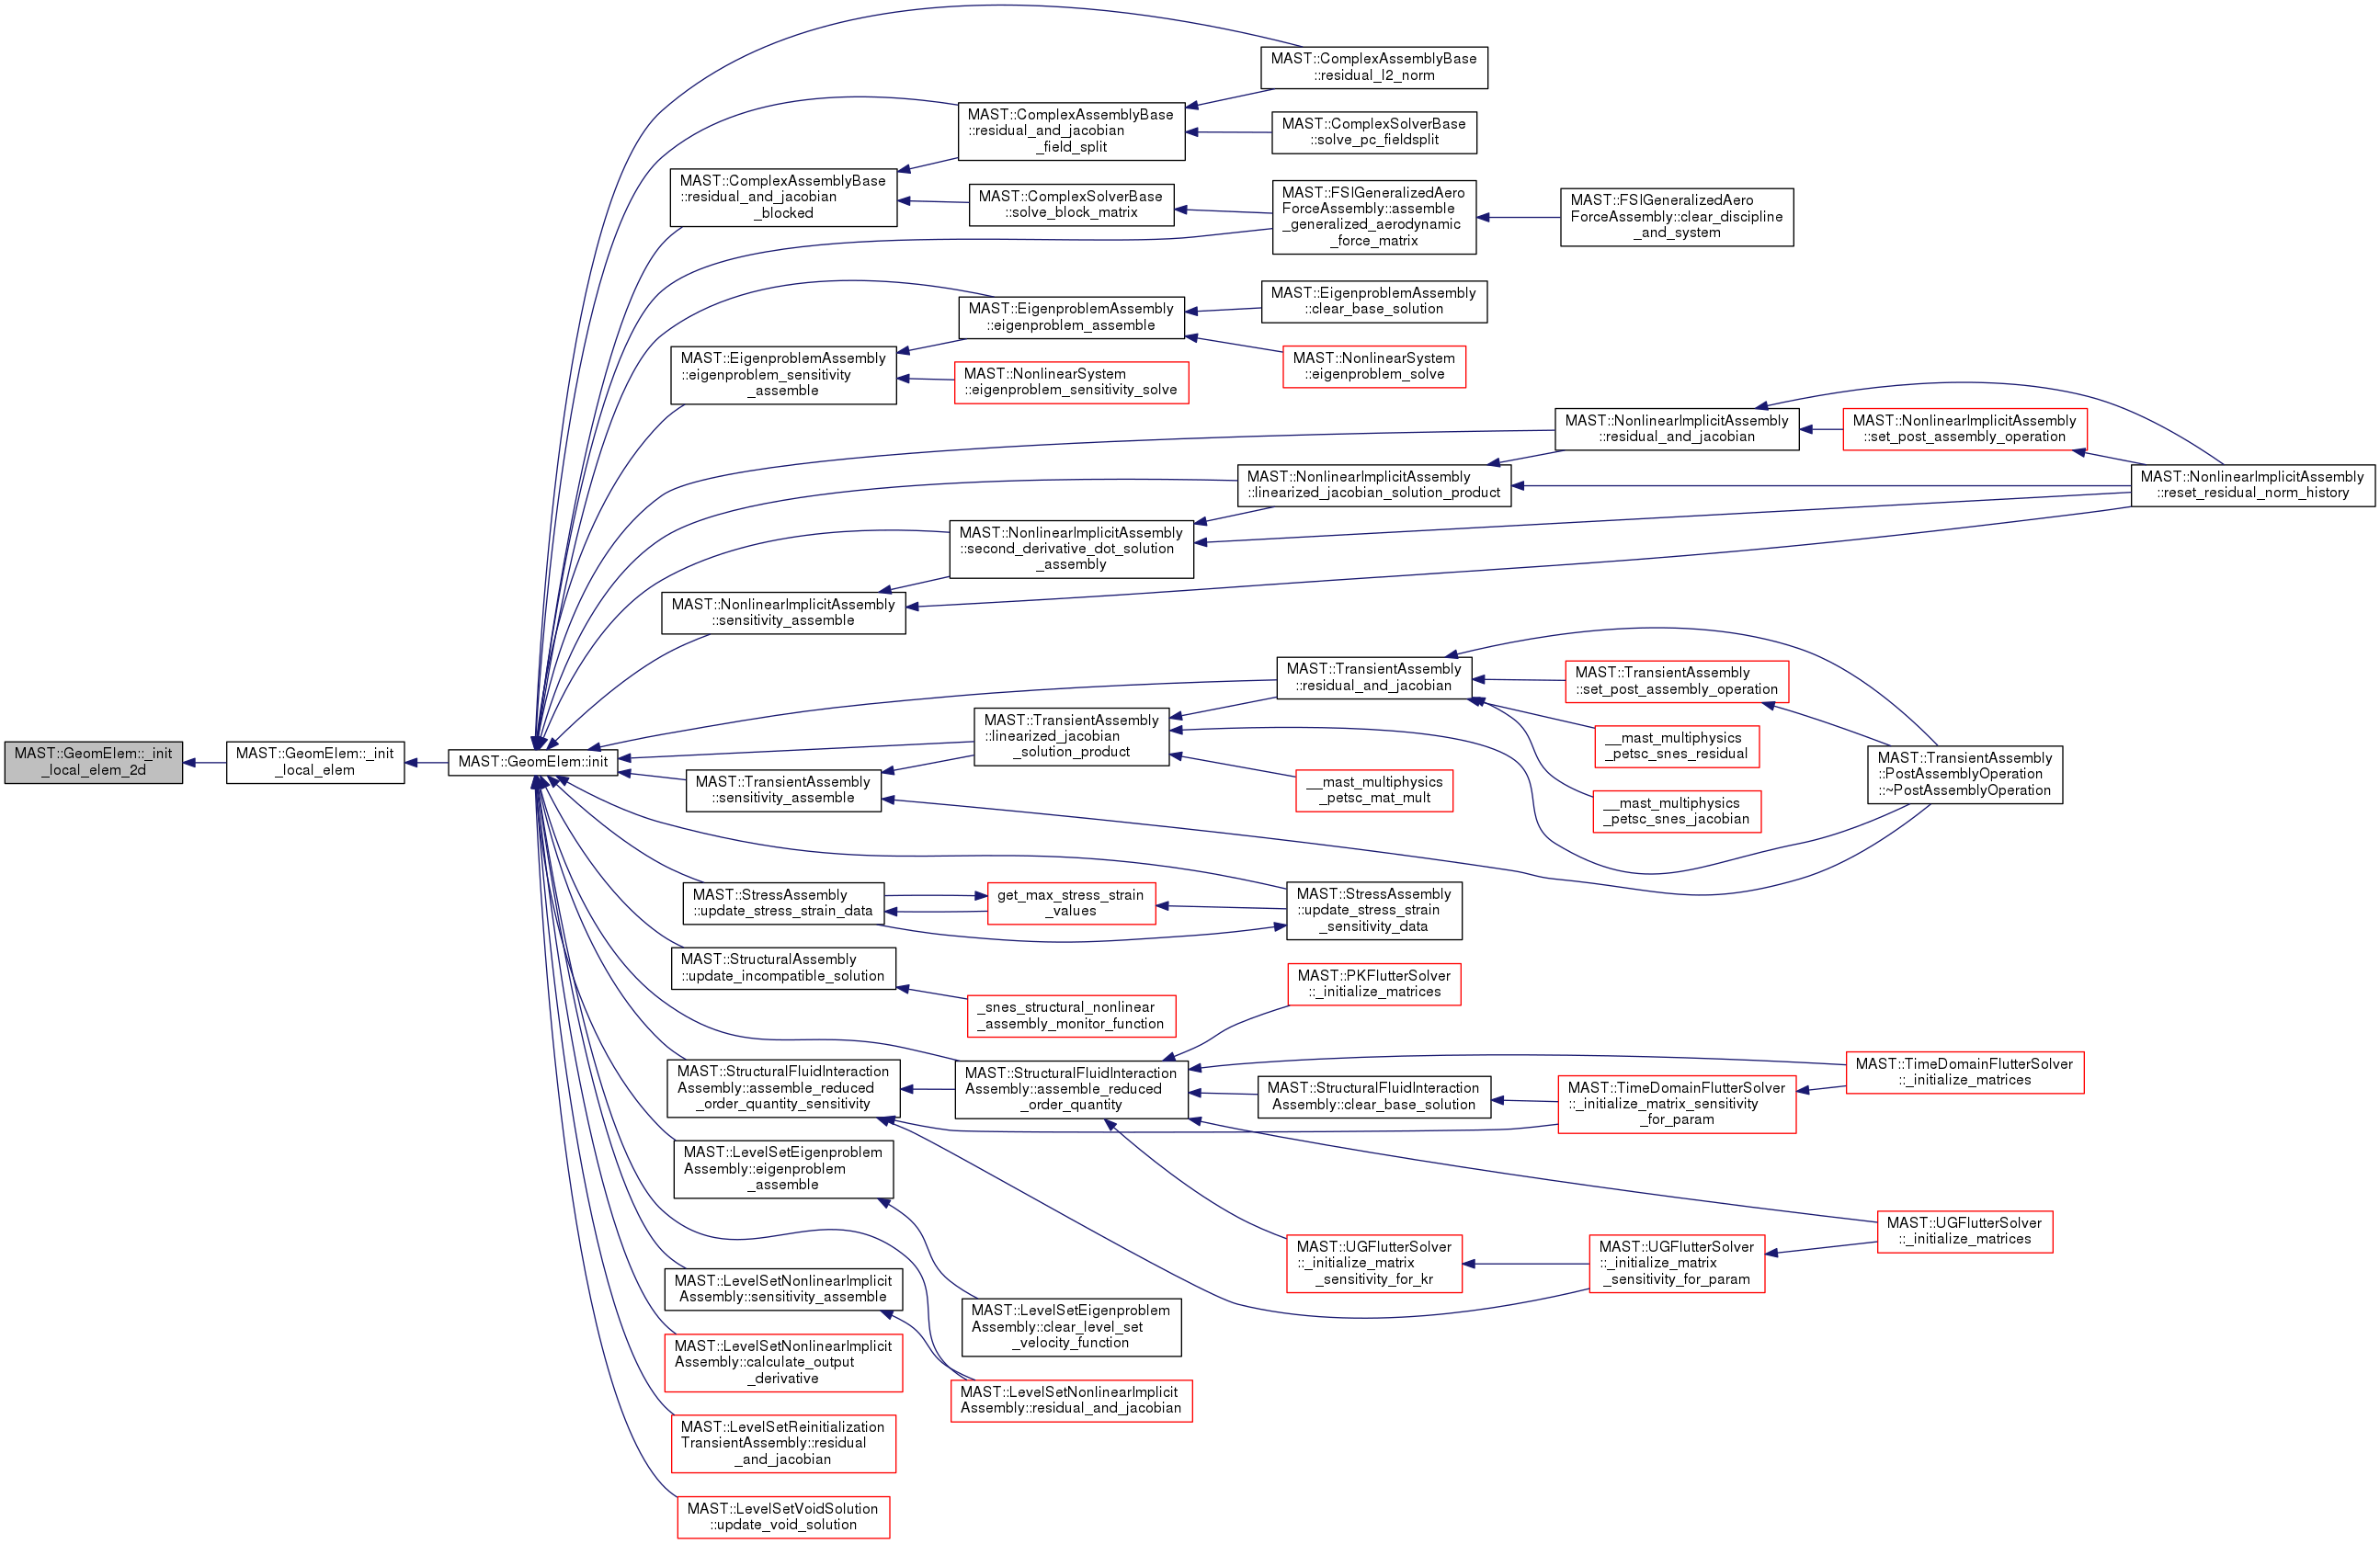 MAST::GeomElem::_init
_local_elem_2d
MAST::GeomElem::_init
_local_elem
MAST::GeomElem::init
MAST::ComplexAssemblyBase
::residual_l2_norm
MAST::ComplexAssemblyBase
::residual_and_jacobian
_field_split
MAST::ComplexSolverBase
::solve_pc_fieldsplit
MAST::ComplexAssemblyBase
::residual_and_jacobian
_blocked
MAST::ComplexSolverBase
::solve_block_matrix
MAST::FSIGeneralizedAero
ForceAssembly::assemble
_generalized_aerodynamic
_force_matrix
MAST::FSIGeneralizedAero
ForceAssembly::clear_discipline
_and_system
MAST::EigenproblemAssembly
::eigenproblem_assemble
MAST::EigenproblemAssembly
::clear_base_solution
MAST::NonlinearSystem
::eigenproblem_solve
MAST::EigenproblemAssembly
::eigenproblem_sensitivity
_assemble
MAST::NonlinearSystem
::eigenproblem_sensitivity_solve
MAST::NonlinearImplicitAssembly
::residual_and_jacobian
MAST::NonlinearImplicitAssembly
::set_post_assembly_operation
MAST::NonlinearImplicitAssembly
::linearized_jacobian_solution_product
MAST::NonlinearImplicitAssembly
::reset_residual_norm_history
MAST::NonlinearImplicitAssembly
::second_derivative_dot_solution
_assembly
MAST::NonlinearImplicitAssembly
::sensitivity_assemble
MAST::TransientAssembly
::residual_and_jacobian
MAST::TransientAssembly
::set_post_assembly_operation
MAST::TransientAssembly
::linearized_jacobian
_solution_product
__mast_multiphysics
_petsc_snes_residual
MAST::TransientAssembly
::PostAssemblyOperation
::~PostAssemblyOperation
MAST::TransientAssembly
::sensitivity_assemble
__mast_multiphysics
_petsc_mat_mult
__mast_multiphysics
_petsc_snes_jacobian
MAST::StressAssembly
::update_stress_strain_data
get_max_stress_strain
_values
MAST::StressAssembly
::update_stress_strain
_sensitivity_data
MAST::StructuralAssembly
::update_incompatible_solution
_snes_structural_nonlinear
_assembly_monitor_function
MAST::PKFlutterSolver
::_initialize_matrices
MAST::StructuralFluidInteraction
Assembly::assemble_reduced
_order_quantity_sensitivity
MAST::StructuralFluidInteraction
Assembly::assemble_reduced
_order_quantity
MAST::StructuralFluidInteraction
Assembly::clear_base_solution
MAST::TimeDomainFlutterSolver
::_initialize_matrix_sensitivity
_for_param
MAST::TimeDomainFlutterSolver
::_initialize_matrices
MAST::LevelSetEigenproblem
Assembly::eigenproblem
_assemble
MAST::UGFlutterSolver
::_initialize_matrix
_sensitivity_for_kr
MAST::UGFlutterSolver
::_initialize_matrix
_sensitivity_for_param
MAST::UGFlutterSolver
::_initialize_matrices
MAST::LevelSetNonlinearImplicit
Assembly::sensitivity_assemble
MAST::LevelSetEigenproblem
Assembly::clear_level_set
_velocity_function
MAST::LevelSetNonlinearImplicit
Assembly::calculate_output
_derivative
MAST::LevelSetNonlinearImplicit
Assembly::residual_and_jacobian
MAST::LevelSetReinitialization
TransientAssembly::residual
_and_jacobian
MAST::LevelSetVoidSolution
::update_void_solution